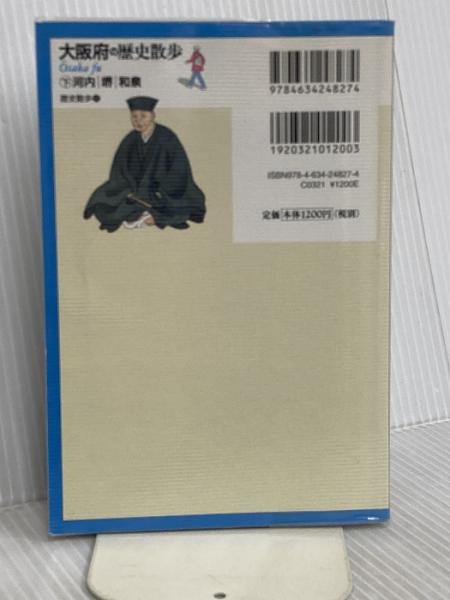 大阪府の歴史散歩
Osaka fu
下 河内 堺 和泉
歴史散歩
9784634248274
1920321012003
ISBN978-4-634-24827-4
C0321 ¥1200E
定価 本体1200円 (税別)